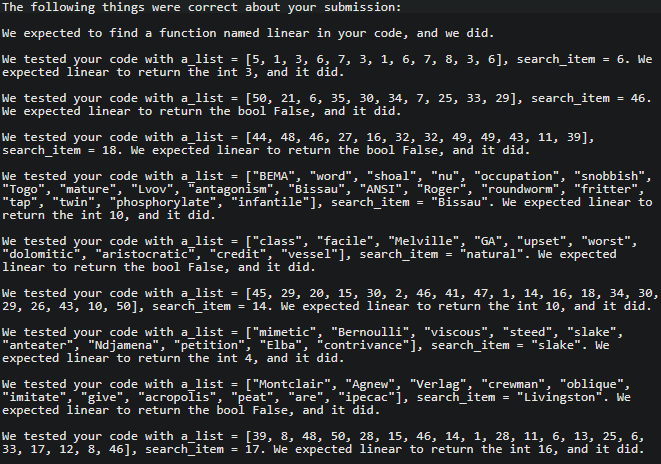 The following things were correct about your submission:
We expected to find a function named linear in your code, and we did.
We tested your code with a_list = [5, 1, 3, 6, 7, 3, 1, 6, 7, 8, 3, 6], search_item = 6. We
expected linear to return the int 3, and it did.
We tested your code with a_list = [50, 21, 6, 35, 30, 34, 7, 25, 33, 29], search_item = 46.
We expected linear to return the bool False, and it did.
We tested your code with a_list = [44, 48, 46, 27, 16, 32, 32, 49, 49, 43, 11, 39],
search_item = 18. We expected linear to return the bool False, and it did.
We tested your code with a_list = ["BEMA", "word", "shoal", "nu", "occupation", "snobbish",
"Togo", "mature", "Lvov", "antagonism", "Bissau", "ANSI", "Roger", "roundworm", "fritter",
"tap", "twin", "phosphorylate", "infantile"], search_item = "Bissau". We expected linear to
return the int 10, and it did.
We tested your code with a_list = ["class", "facile", "Melville", "GA", "upset", "worst",
"dolomitic", "aristocratic", "credit", "vessel"], search_item = "natural". We expected
linear to return the bool False, and it did.
We tested your code with a_list = [45, 29, 20, 15, 30, 2, 46, 41, 47, 1, 14, 16, 18, 34, 30,
29, 26, 43, 10, 50], search_item = 14. We expected linear to return the int 10, and it did.
We tested your code with a_list = ["mimetic", "Bernoulli", "viscous", "steed", "slake",
"anteater", "Ndjamena", "petition", "Elba", "contrivance"], search_item = "slake". We
expected linear to return the int 4, and it did.
We tested your code with a_list = ["Montclair", "Agnew", "Verlag", "crewman", "oblique",
"imitate", "give", "acropolis", "peat", "are", "ipecac"], search_item = "Livingston". We
expected linear to return the bool False, and it did.
We tested your code with a_list = [39, 8, 48, 50, 28, 15, 46, 14, 1, 28, 11, 6, 13, 25, 6,
33, 17, 12, 8, 46], search_item = 17. We expected linear to return the int 16, and it did.